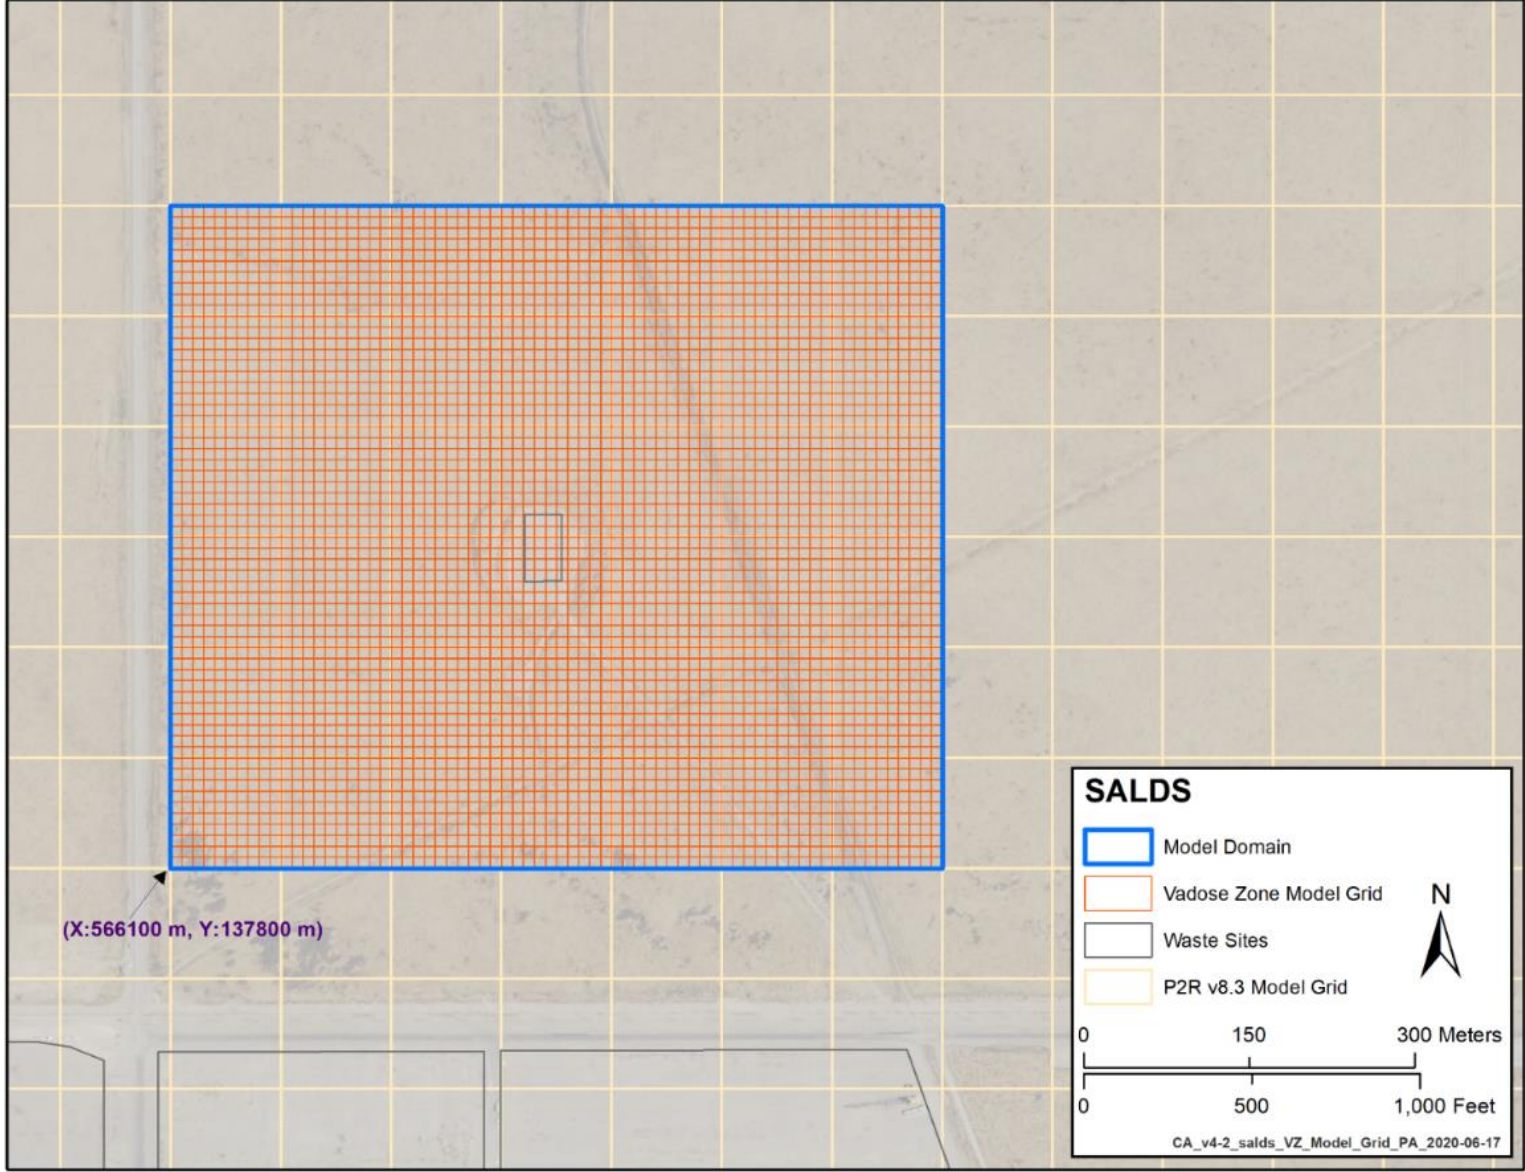 (X:566100 m, Y:137800 m)
SALDS
Model Domain
Vadose Zone Model Grid
Waste Sites
P2R v8.3 Model Grid
N
0 150 300 Meters
0 500 1,000 Feet
CA_v4-2_salds_VZ_Model_Grid_PA_2020-06-17